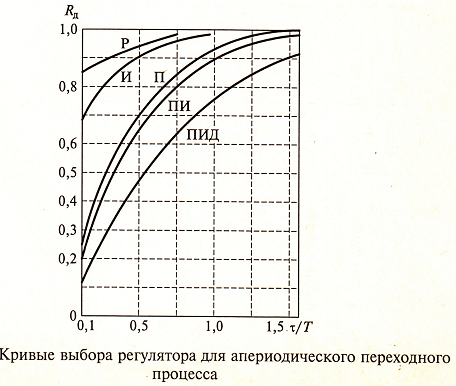 Rд
1,0
0,8
0,6
0,5
0,4
0,3
0,2
0
Р
И
П
ПИ
ПИД
0,1 0,5 1,0 1,5 τ/T
Кривые выбора регулятора для апериодического переходного
процесса